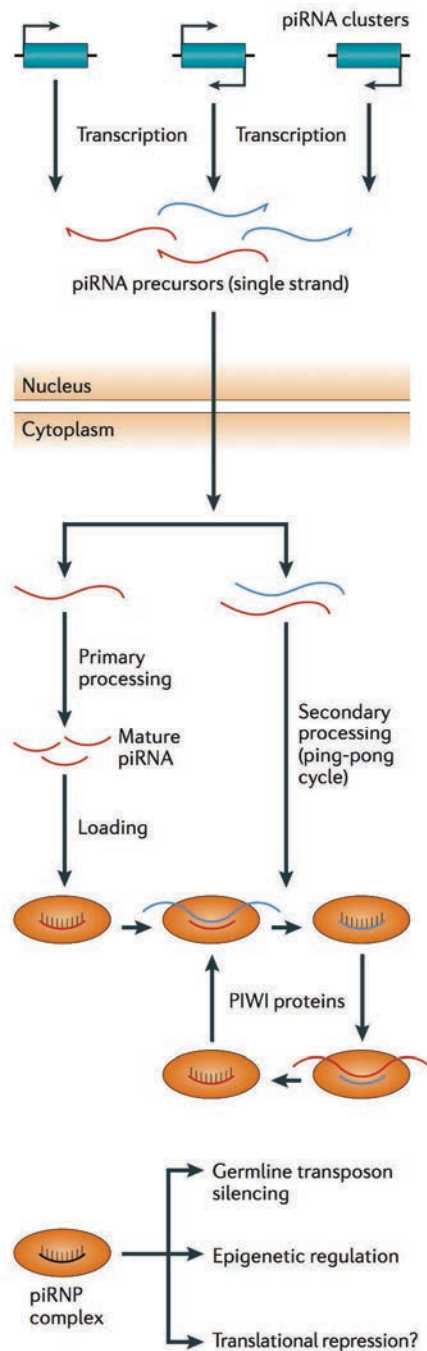 piRNA clusters
Transcription
Transcription
piRNA precursors (single strand)
Nucleus
Cytoplasm
Primary
processing
Mature
piRNA
Loading
Secondary
processing
(ping-pong
cycle)
PIWI proteins
Germline transposon
silencing
Epigenetic regulation
piRNP
complex
Translational repression?